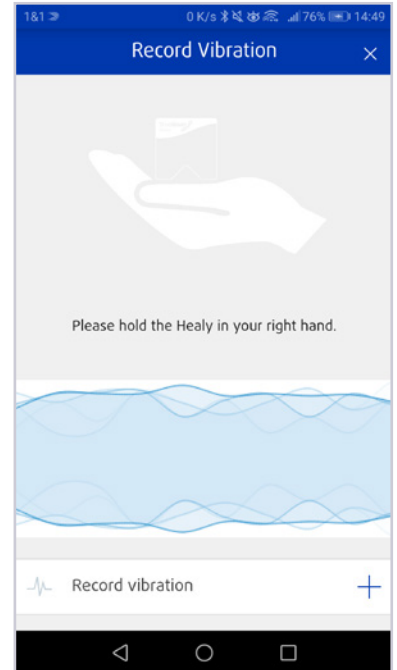 1&1
0 K/s 76% 14:49
Record Vibration
Please hold the Healy in your right hand.
Record vibration